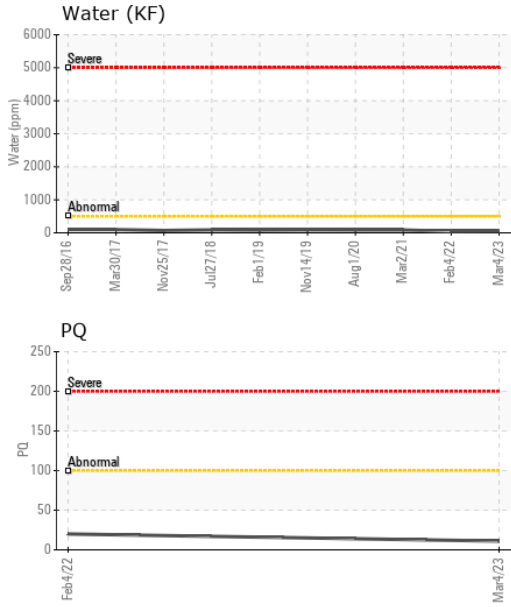 Water (KF)
6000
Severe
5000
4000
3000
2000
1000
Abnormal
0
Water (ppm)
Sep28/16
Mar30/17
Nov25/17
Jul27/18
Feb1/19
Nov14/19
Aug1/20
Mar2/21
Feb4/22
Mar4/23
PQ
250
Severe
200
150
Abnormal
100
50
0
PQ
Feb4/22
Mar4/23